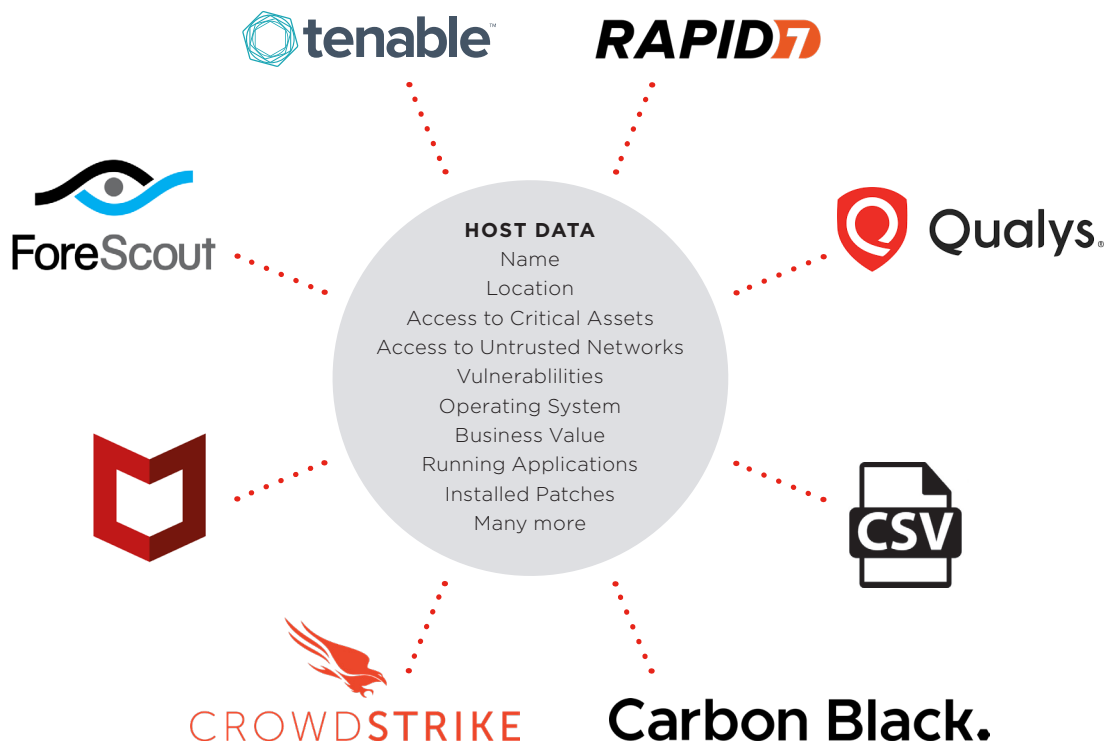 tenable™
RAPID7
ForeScout
Qualys®
HOST DATA
Name
Location
Access to Critical Assets
Access to Untrusted Networks
Vulnerablilities
Operating System
Business Value
Running Applications
Installed Patches
Many more
CSV
CROWDSTRIKE
Carbon Black.